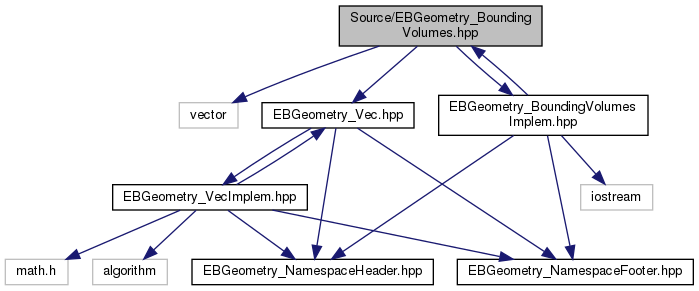 Source/EBGeometry_Bounding
Volumes.hpp
vector
EBGeometry_Vec.hpp
EBGeometry_BoundingVolumes
Implem.hpp
EBGeometry_VecImplem.hpp
iostream
math.h
algorithm
EBGeometry_NamespaceHeader.hpp
EBGeometry_NamespaceFooter.hpp